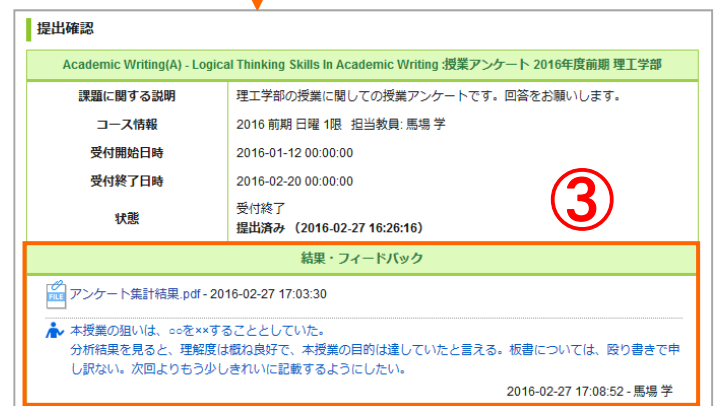 提出確認
Academic Writing(A) - Logical Thinking Skills In Academic Writing :授業アンケート 2016年度前期 理工学部
課題に関する説明 理工学部の授業に関しての授業アンケートです。回答をお願いします。
コース情報 2016 前期 日曜 1限 担当教員: 馬場 学
受付開始日時 2016-01-12 00:00:00
受付終了日時 2016-02-20 00:00:00
状態 受付終了
提出済み (2016-02-27 16:26:16)
③
結果・フィードバック
FILE アンケート集計結果.pdf - 2016-02-27 17:03:30
本授業の狙いは、○○を××することとしていた。
分析結果を見ると、理解度は概ね良好で、本授業の目的は達していたと言える。板書については、殴り書きで申
し訳ない。次回よりもう少しきれいに記載するようにしたい。
2016-02-27 17:08:52 - 馬場 学